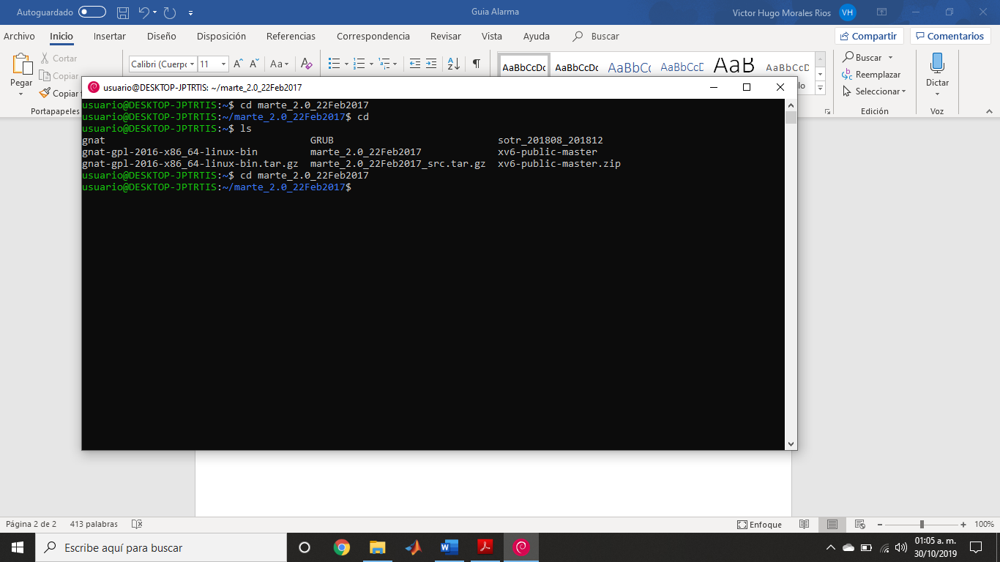 Autoguardado
Guia Alarma
Victor Hugo Morales Rios
VH
Archivo Inicio Insertar Diseño Disposición Referencias Correspondencia Revisar Vista Ayuda Buscar
Compartir
Comentarios
Pegar
Cortar
Copiar
Copiar f
Portapapeles
Calibri (Cuerpo
11
Aa
AaBbCcDc AaBbCcDc AaBbCc AaBbCcD AaB AaBbCcD
Buscar
Reemplazar
Seleccionar
Edición
Dictar
Voz
usuario@DESKTOP-JPTRTIS: ~/marte_2.0_22Feb2017
usuario@DESKTOP-JPTRTIS:~$ cd marte_2.0_22Feb2017
usuario@DESKTOP-JPTRTIS:~/marte_2.0_22Feb2017$ cd
usuario@DESKTOP-JPTRTIS:~$ ls
gnat GRUB sotr_201808_201812
gnat-gpl-2016-x86_64-linux-bin marte_2.0_22Feb2017 xv6-public-master
gnat-gpl-2016-x86_64-linux-bin.tar.gz marte_2.0_22Feb2017_src.tar.gz xv6-public-master.zip
usuario@DESKTOP-JPTRTIS:~$ cd marte_2.0_22Feb2017
usuario@DESKTOP-JPTRTIS:~/marte_2.0_22Feb2017$
Página 2 de 2 413 palabras
Enfoque
100%
Escribe aquí para buscar
01:05 a. m.
30/10/2019